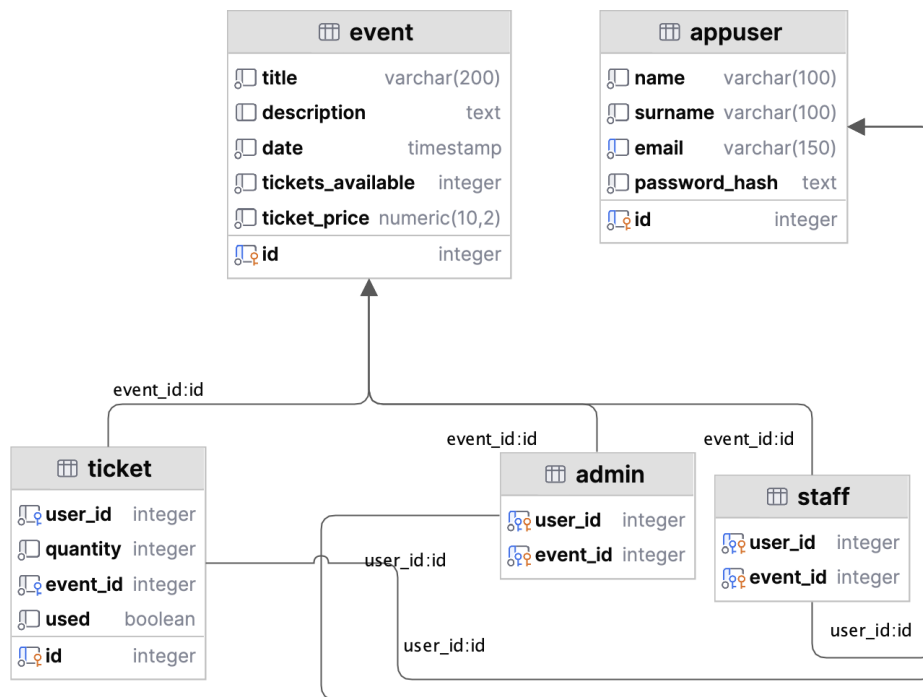 event
title varchar(200)
description text
date timestamp
tickets_available integer
ticket_price numeric(10,2)
id integer
appuser
name varchar(100)
surname varchar(100)
email varchar(150)
password_hash text
id integer
event_id:id
event_id:id
event_id:id
ticket
user_id integer
quantity integer
event_id integer
used boolean
id integer
admin
user_id integer
event_id integer
staff
user_id integer
event_id integer
user_id:id
user_id:id
user_id:id